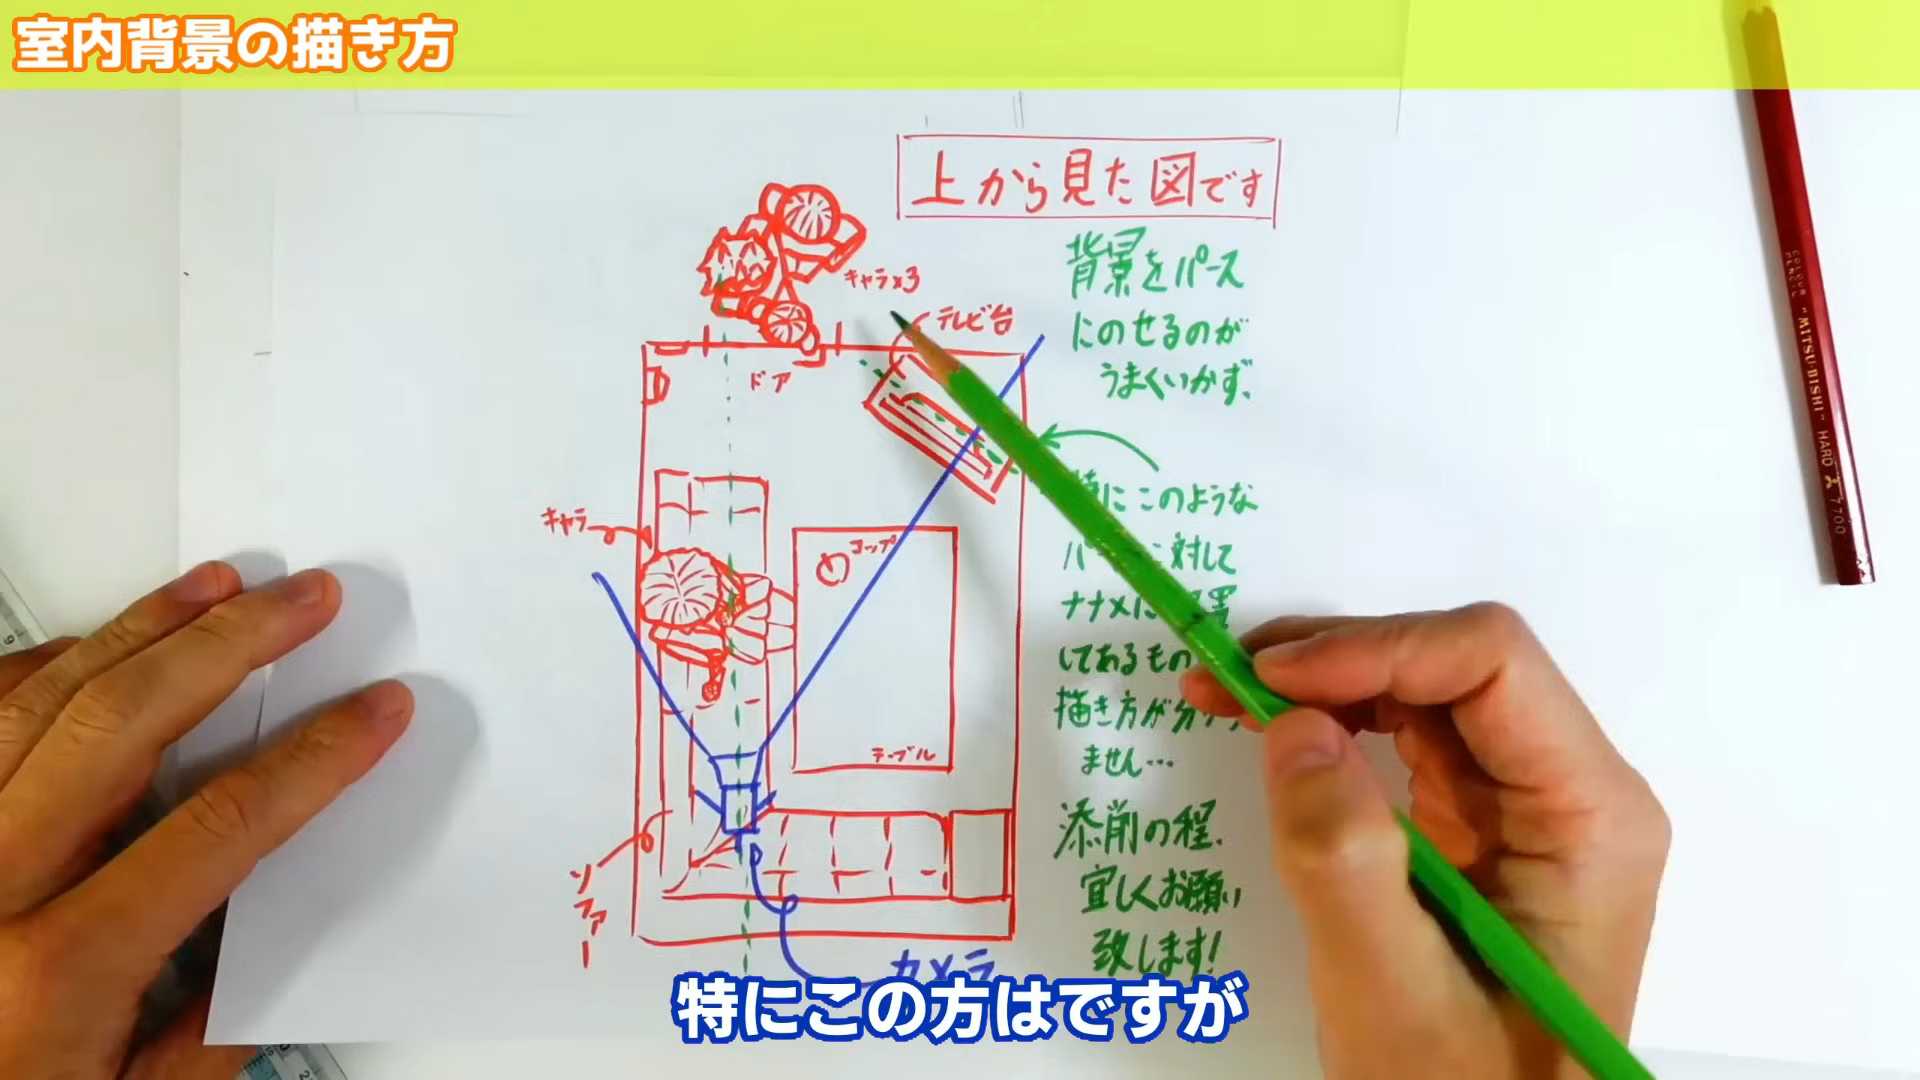 室内背景の描き方
上から見た図です
背景をパース
にのせるのが
うまくいかず、
キャラ×3
テレビ台
ドア
キャラ
コップ
テーブル
ソファー
カメラ
にこのような
対して
ナナメに
してあるもの
描き方が分
ません…
添削の程、
宜しくお願い
致します!
特にこの方はですが
COLOUR PENCIL
"MITSU-BISHI"
HARD
7700